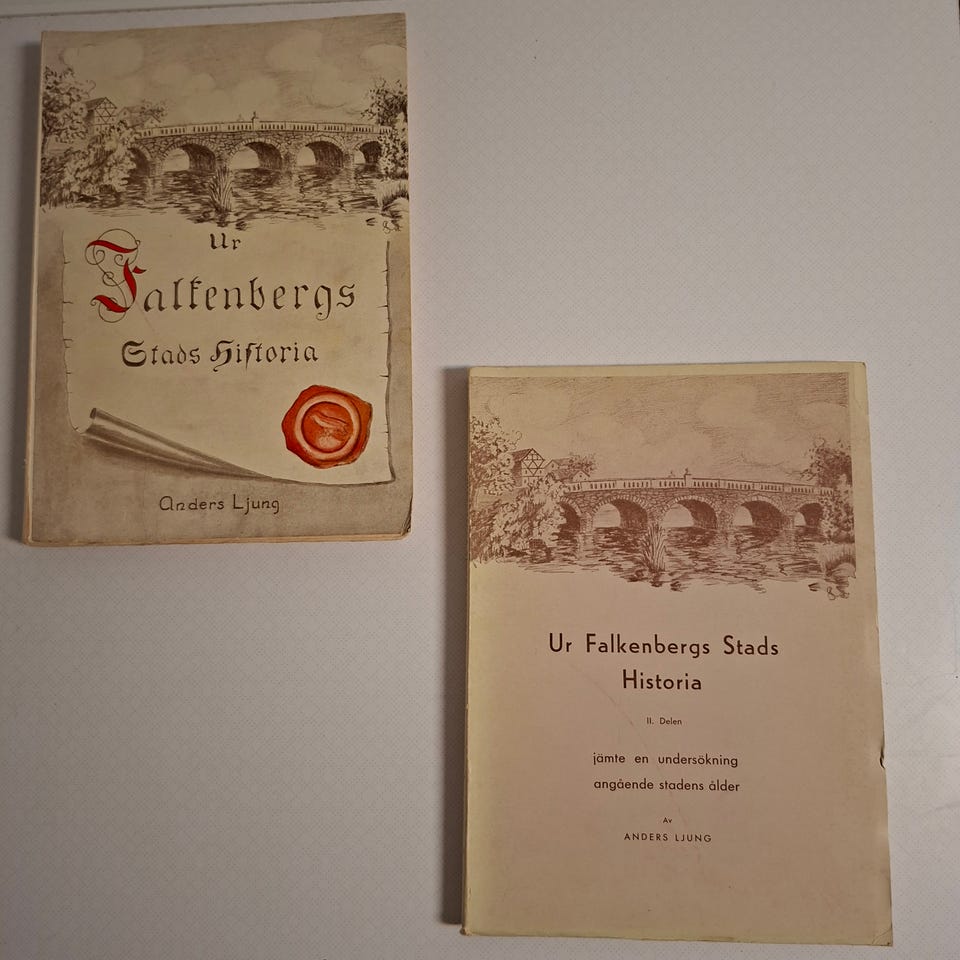 Ur
Falkenbergs
Stads Hiſtoria
Anders Ljung
Ur Falkenbergs Stads
Historia
II. Delen
jämte en undersökning
angående stadens ålder
Av
ANDERS LJUNG